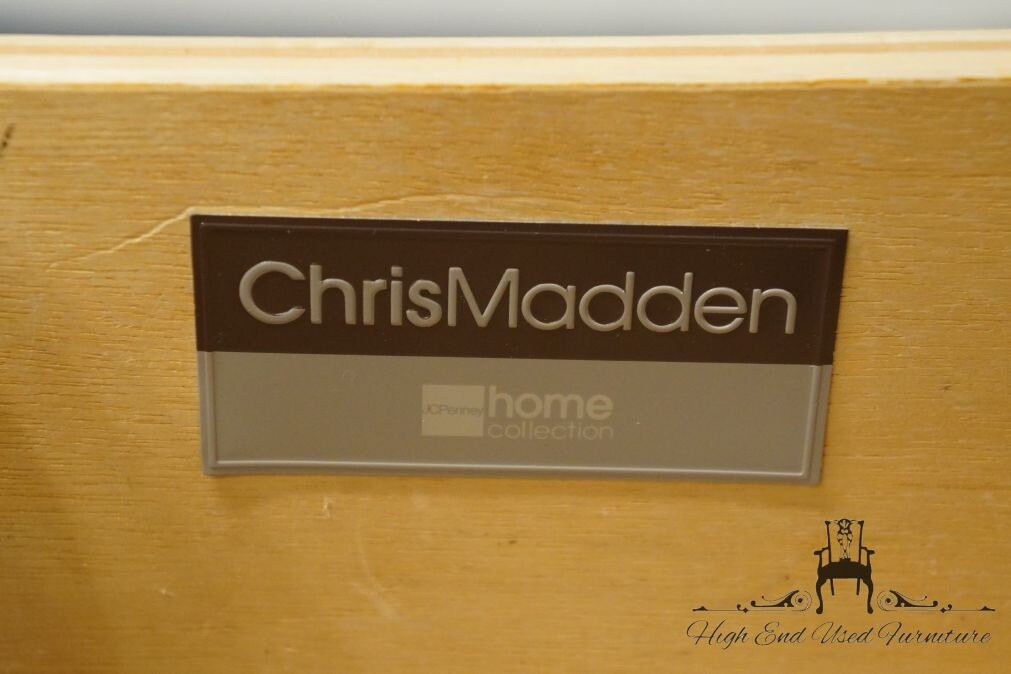 ChrisMadden
JCPenney
home
collection
High End Used Furniture